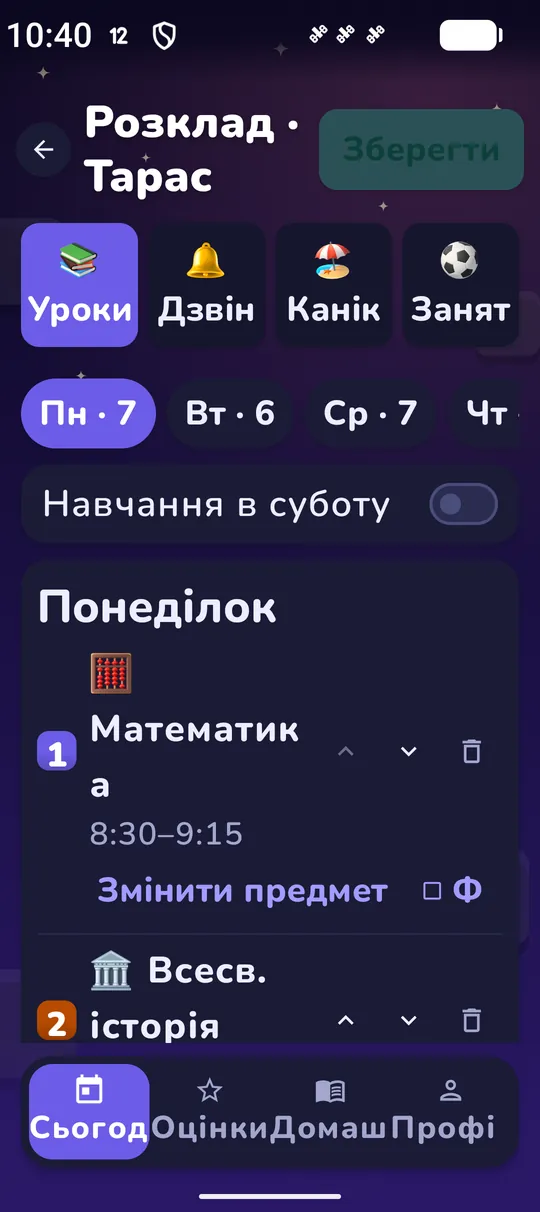 10:40 12
Розклад ·
Тарас
Зберегти
Уроки Дзвін Канік Занят
Пн · 7 Вт · 6 Ср · 7 Чт ·
Навчання в суботу
Понеділок
1 Математик
а
8:30–9:15
Змінити предмет Ф
Всесв.
2 історія
Сьогод Оцінки Домаш Профі